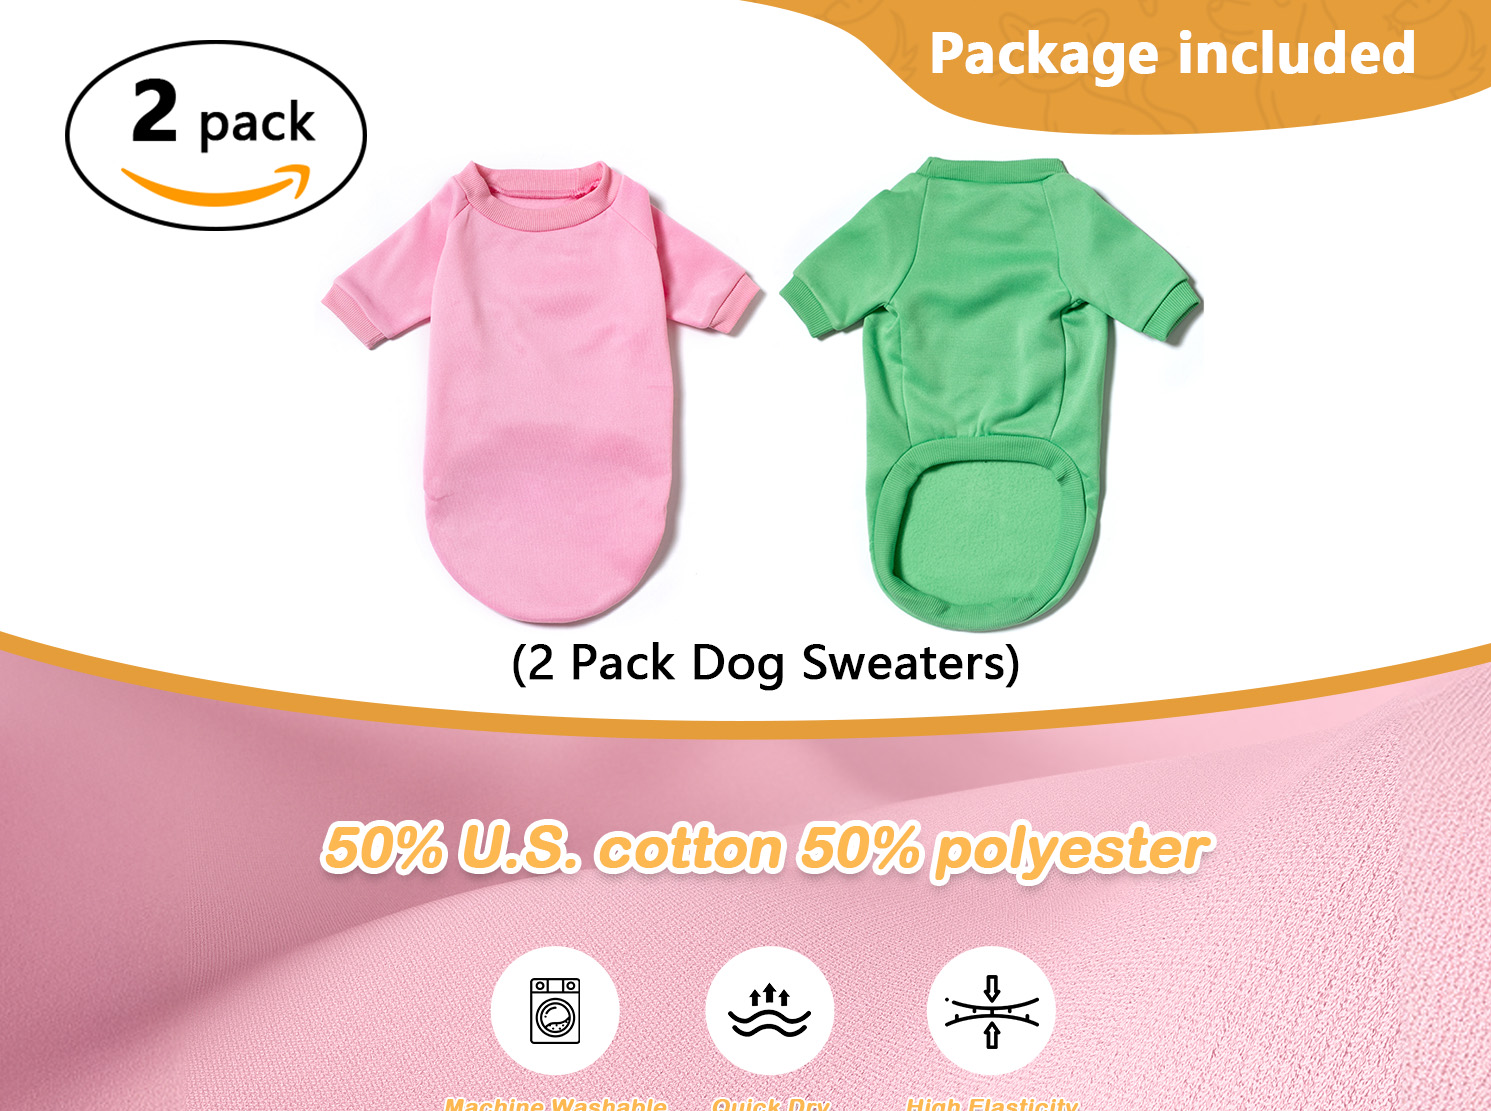 Package included
2 pack
(2 Pack Dog Sweaters)
50% U.S. cotton 50% polyester
Machine Washable
Quick Dry
High Elasticity